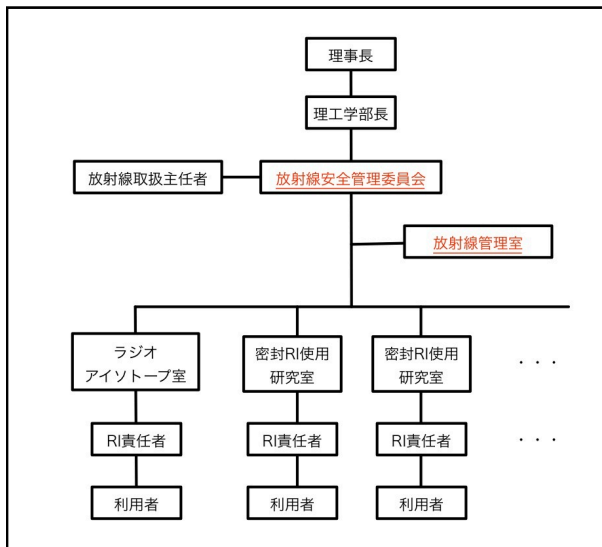 理事長
理工学部長
放射線取扱主任者
放射線安全管理委員会
放射線管理室
ラジオ
アイソトープ室
密封RI使用
研究室
密封RI使用
研究室
・・・
RI責任者
RI責任者
RI責任者
・・・
利用者
利用者
利用者